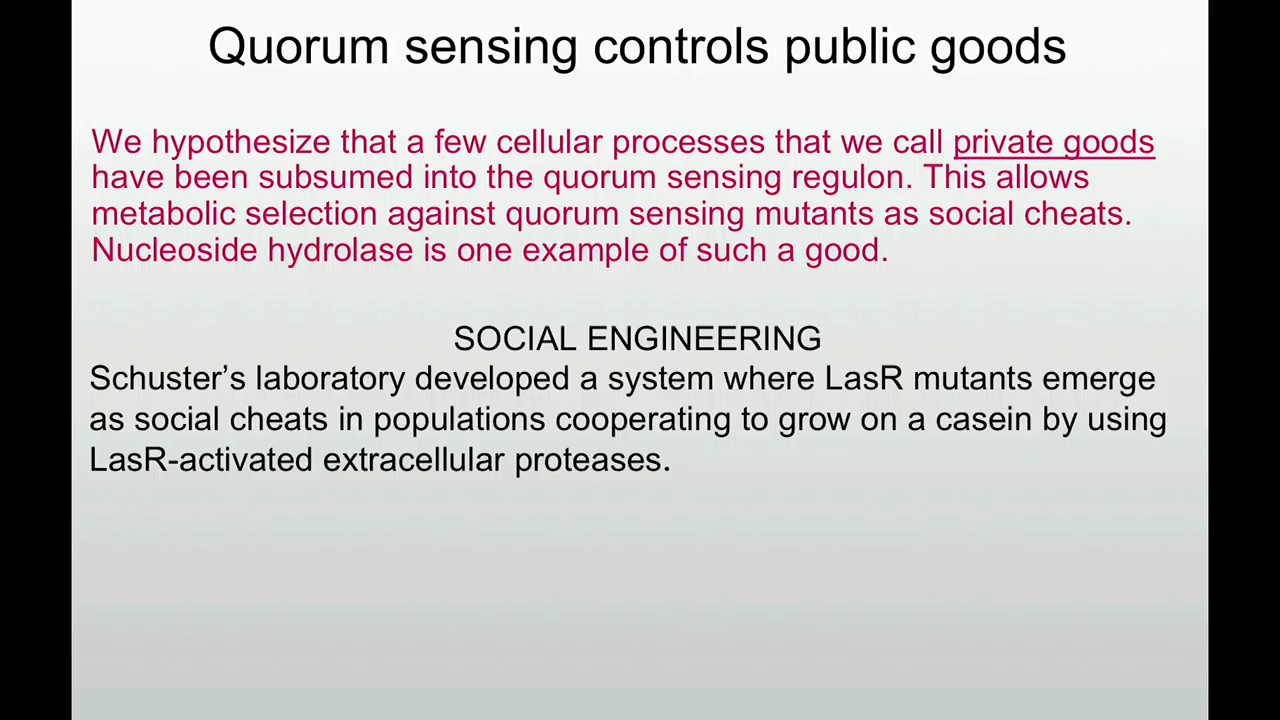 Quorum sensing controls public goods
We hypothesize that a few cellular processes that we call private goods
have been subsumed into the quorum sensing regulon. This allows
metabolic selection against quorum sensing mutants as social cheats.
Nucleoside hydrolase is one example of such a good.
SOCIAL ENGINEERING
Schuster’s laboratory developed a system where LasR mutants emerge
as social cheats in populations cooperating to grow on a casein by using
LasR-activated extracellular proteases.